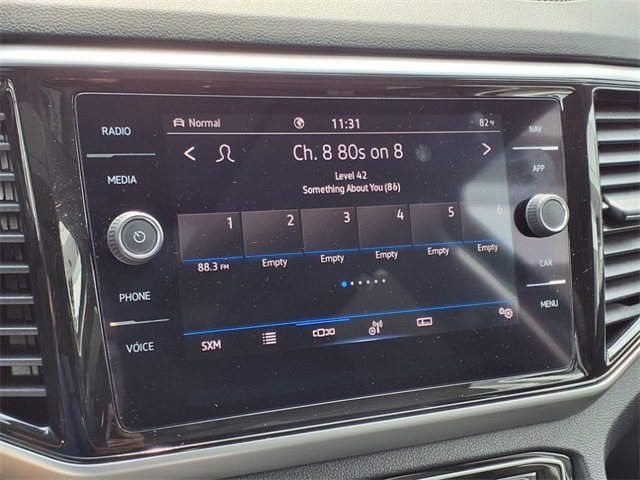 Normal 11:31 82°F
RADIO
MEDIA
PHONE
VOICE
NAV
APP
CAR
MENU
Ch. 8 80s on 8
Level 42
Something About You (86)
1 2 3 4 5 6
88.3 FM Empty Empty Empty Empty Empty
SXM